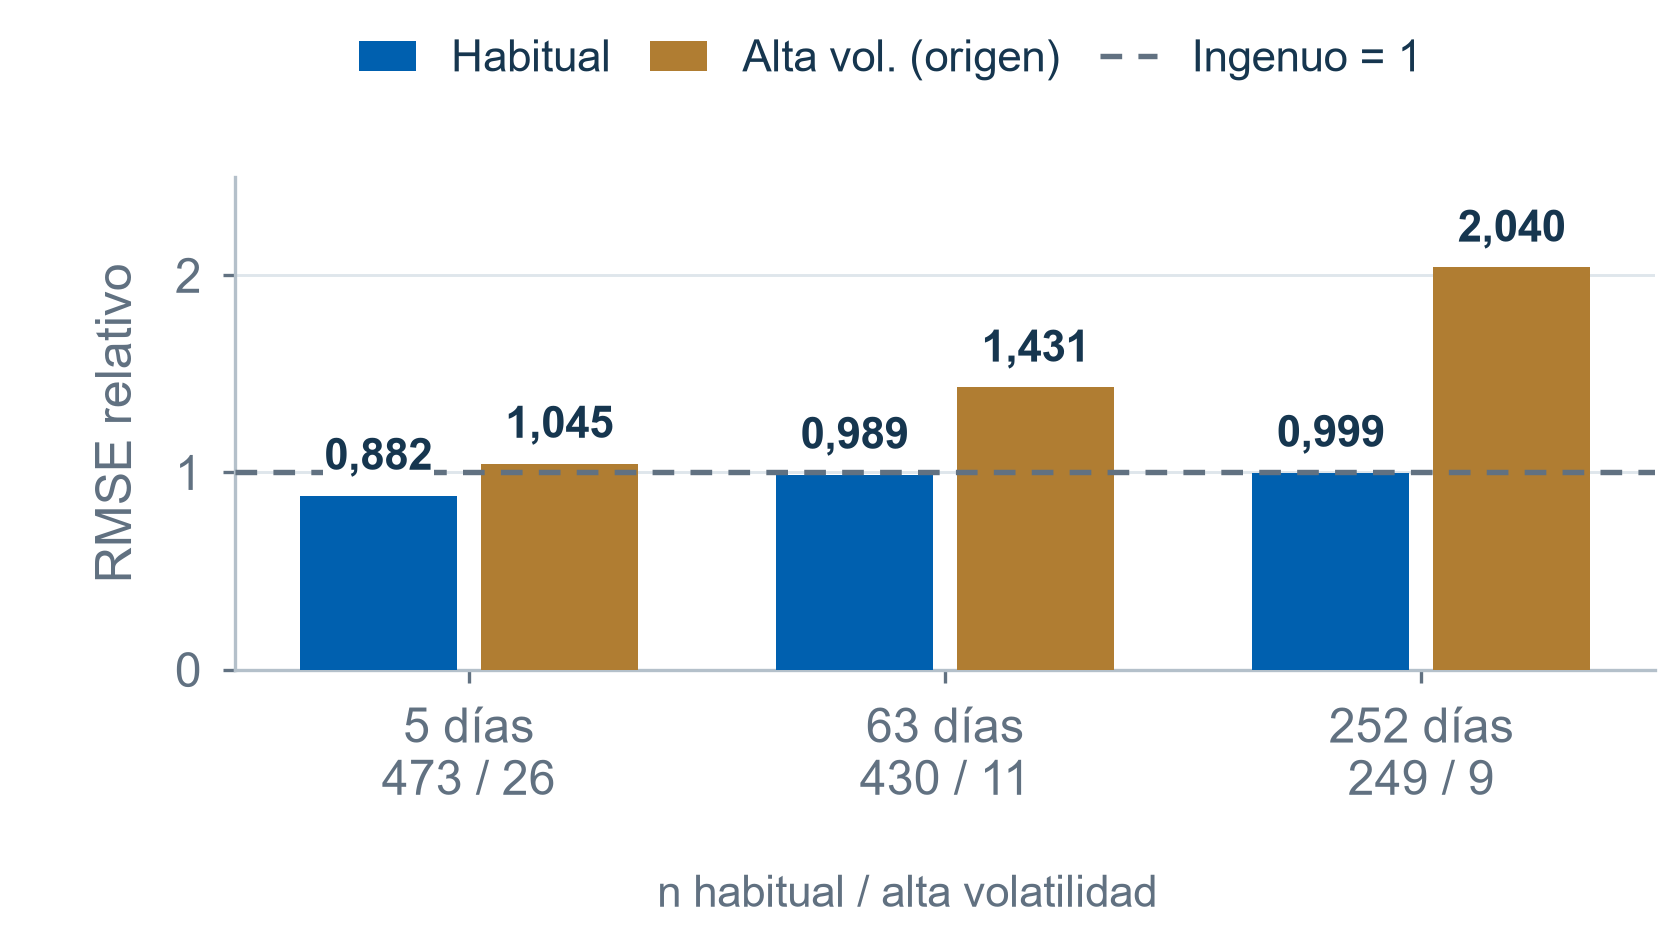 Habitual
Alta vol. (origen)
Ingenuo = 1
RMSE relativo
2
1
0
0,882
1,045
0,989
1,431
0,999
2,040
5 días
473 / 26
63 días
430 / 11
252 días
249 / 9
n habitual / alta volatilidad